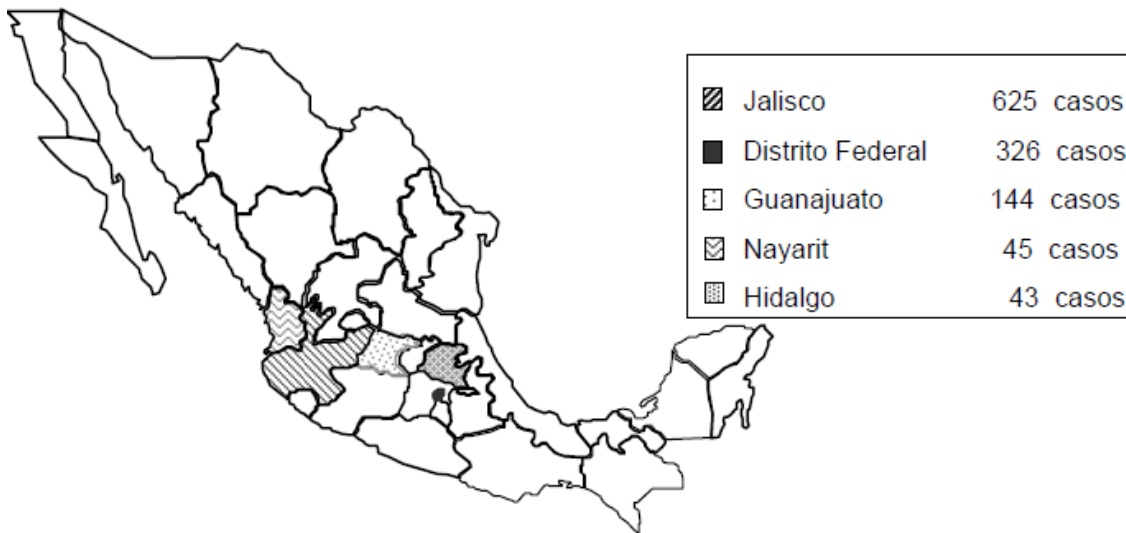 Jalisco 625 casos
Distrito Federal 326 casos
Guanajuato 144 casos
Nayarit 45 casos
Hidalgo 43 casos